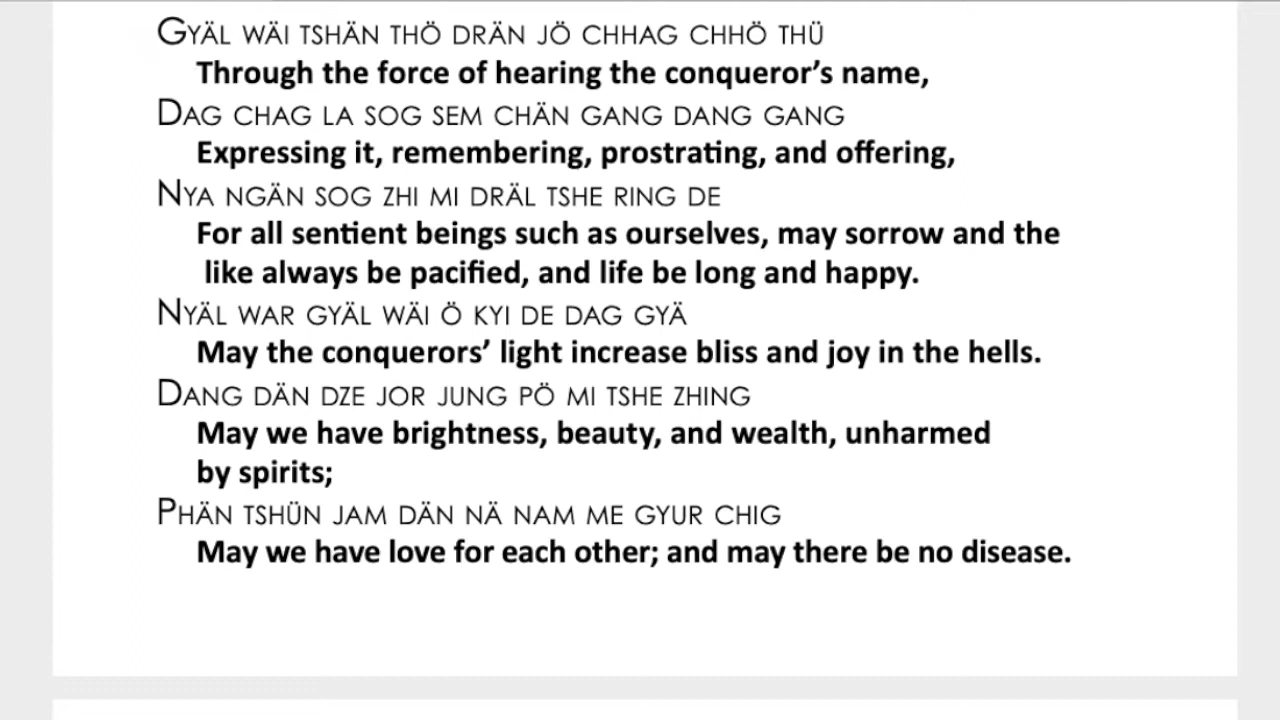 GYÄL WÄI TSHÄN THÖ DRÄN JÖ CHHAG CHHÖ THÜ
Through the force of hearing the conqueror's name,
DAG CHAG LA SOG SEM CHÄN GANG DANG GANG
Expressing it, remembering, prostrating, and offering,
NYA NGÄN SOG ZHI MI DRÄL TSHE RING DE
For all sentient beings such as ourselves, may sorrow and the
like always be pacified, and life be long and happy.
NYÄL WAR GYÄL WÄI Ö KYI DE DAG GYÄ
May the conquerors' light increase bliss and joy in the hells.
DANG DÄN DZE JOR JUNG PÖ MI TSHE ZHING
May we have brightness, beauty, and wealth, unharmed
by spirits;
PHÄN TSHÜN JAM DÄN NÄ NAM ME GYUR CHIG
May we have love for each other; and may there be no disease.